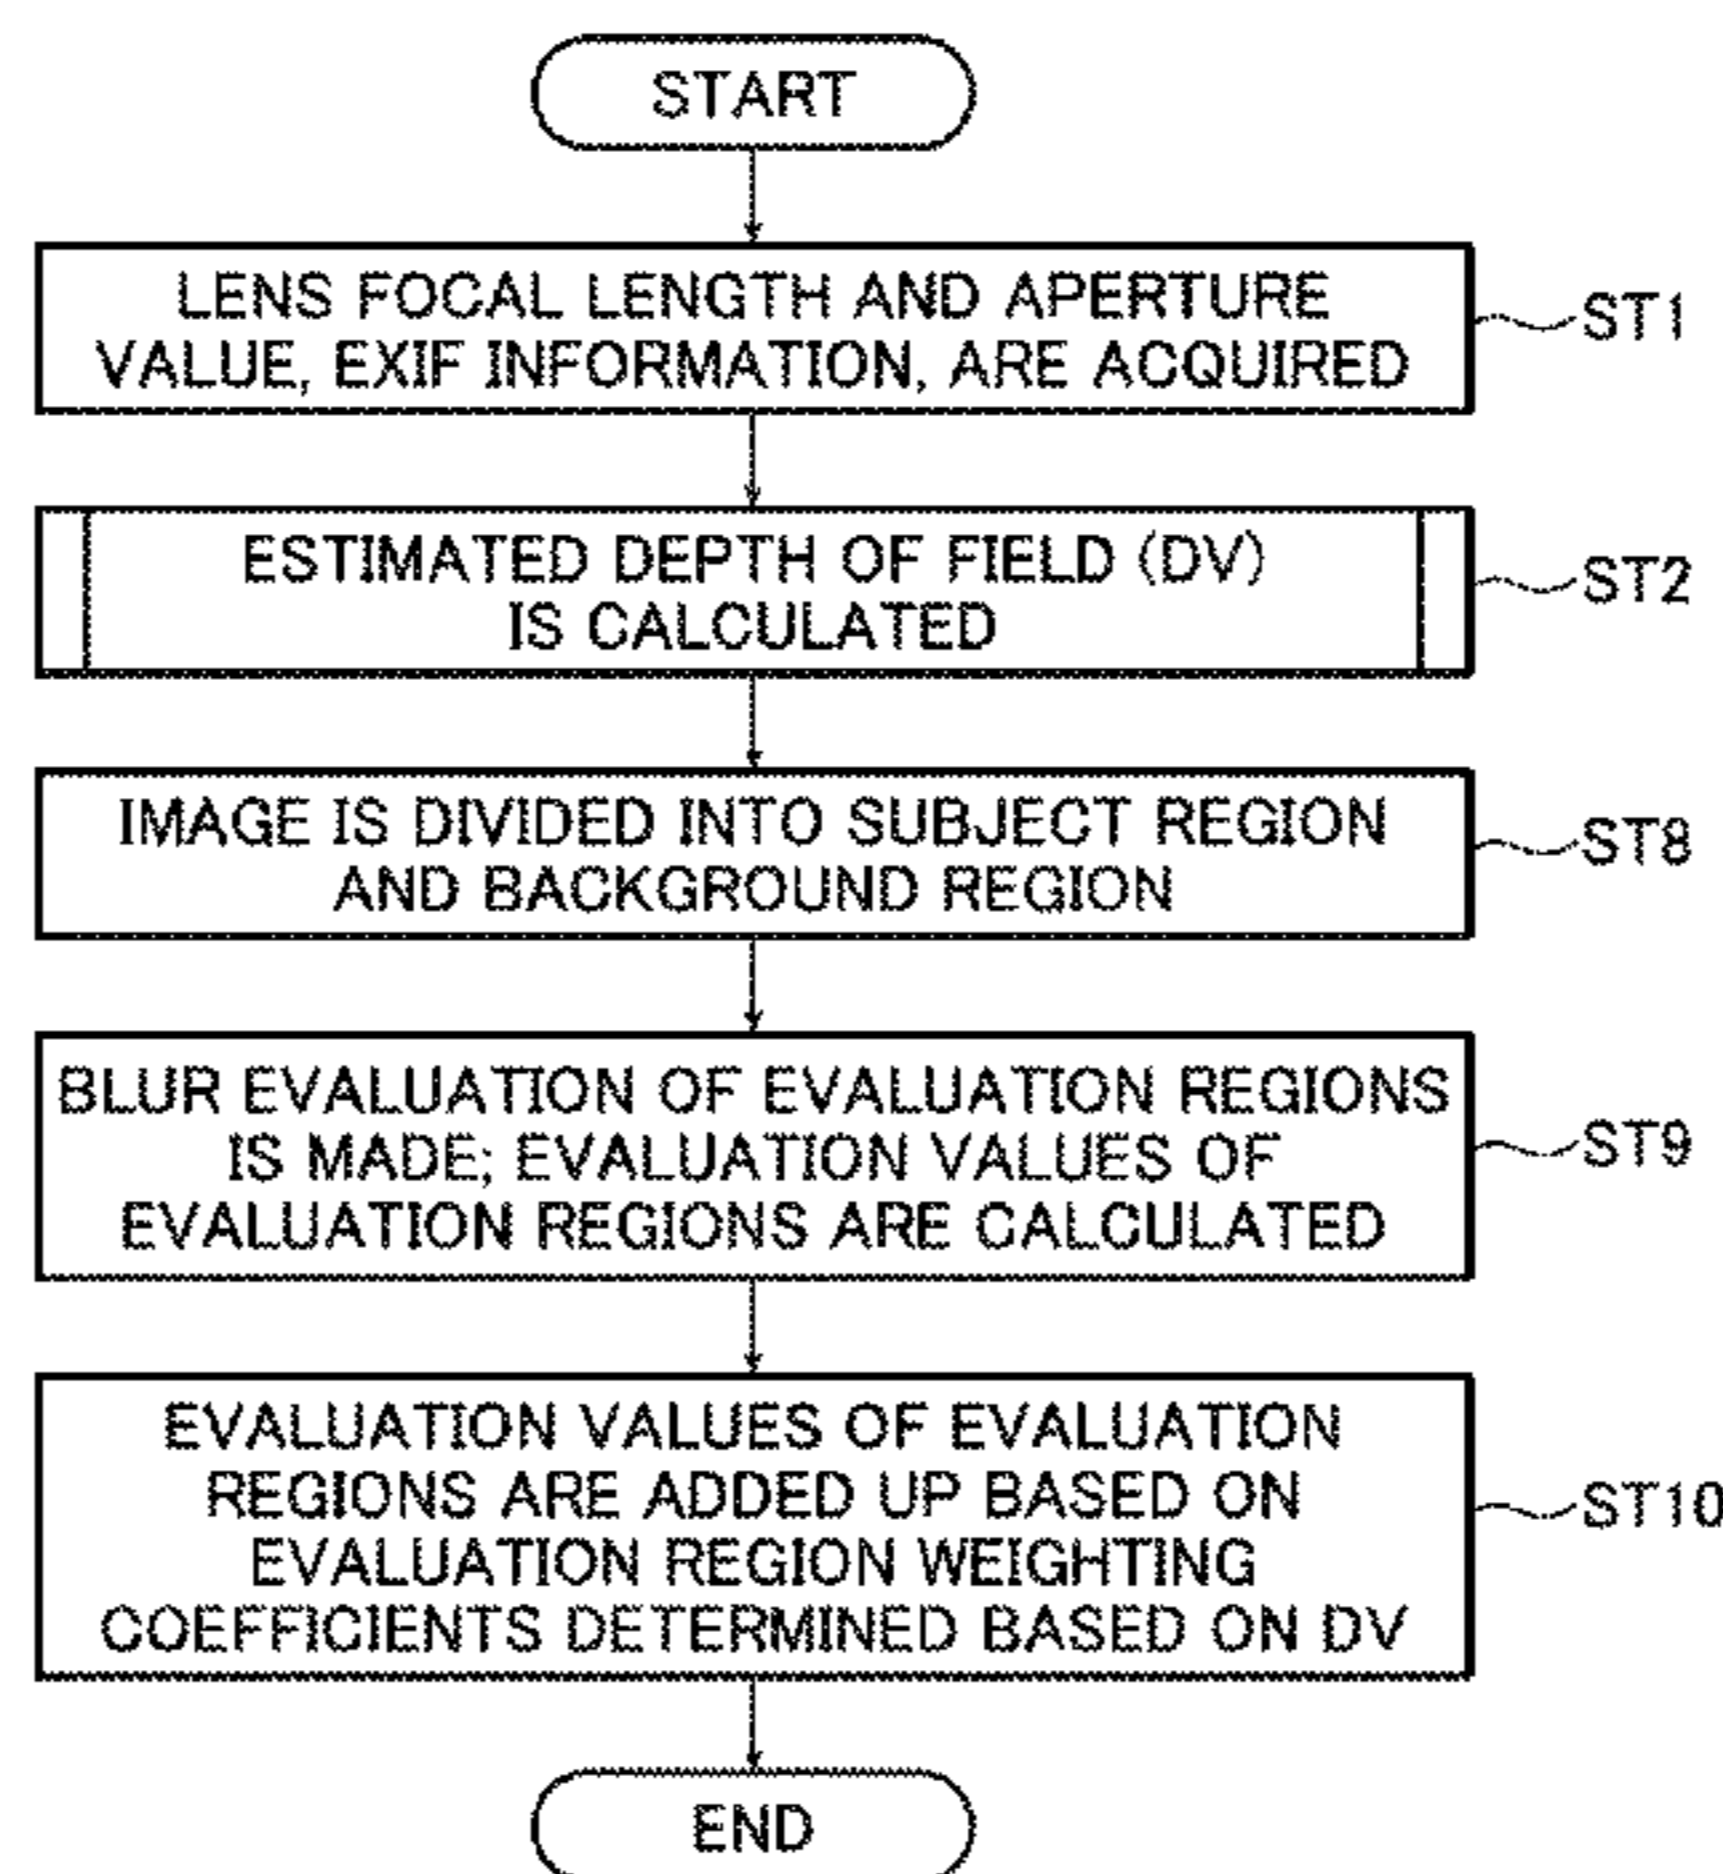 START
LENS FOCAL LENGTH AND APERTURE
VALUE, EXIF INFORMATION, ARE ACQUIRED
ST1
ESTIMATED DEPTH OF FIELD (DV)
IS CALCULATED
ST2
IMAGE IS DIVIDED INTO SUBJECT REGION
AND BACKGROUND REGION
ST8
BLUR EVALUATION OF EVALUATION REGIONS
IS MADE; EVALUATION VALUES OF
EVALUATION REGIONS ARE CALCULATED
ST9
EVALUATION VALUES OF EVALUATION
REGIONS ARE ADDED UP BASED ON
EVALUATION REGION WEIGHTING
COEFFICIENTS DETERMINED BASED ON DV
ST10
END